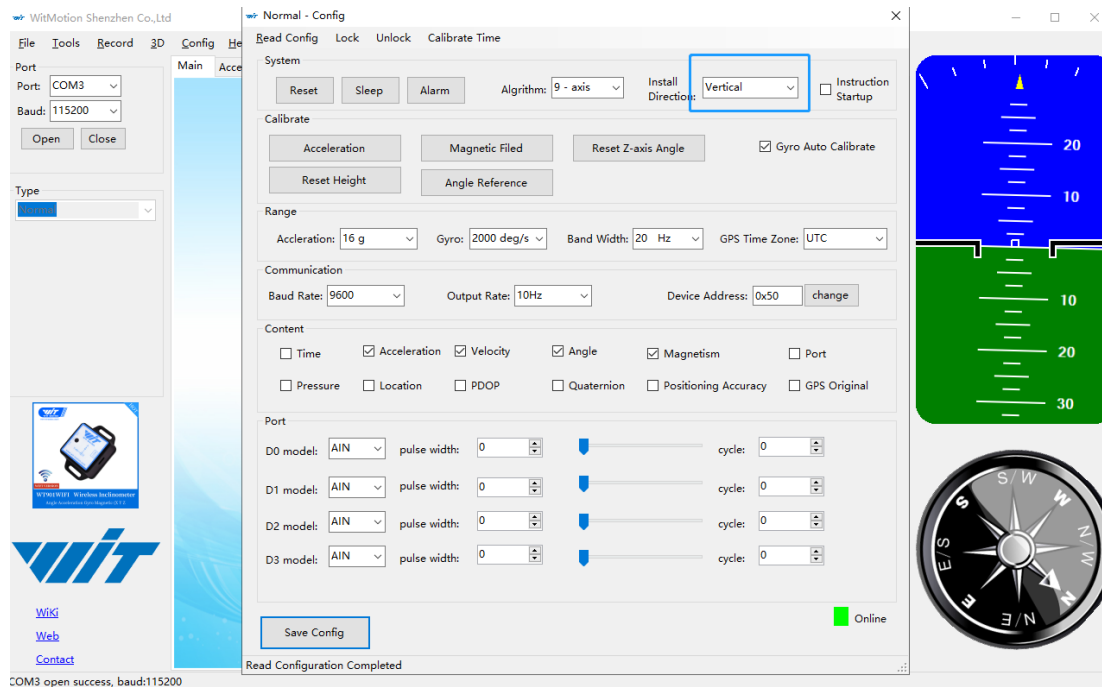 WitMotion Shenzhen Co.,Ltd
File Tools Record 3D Config He
Port
Port: COM3
Baud: 115200
Open Close
Type
Normal
WT901WIFI Wireless Inclinometer
WiT
WiKi
Web
Contact
COM3 open success, baud:115200
Main Acce
Normal - Config
Read Config Lock Unlock Calibrate Time
System
Reset Sleep Alarm Algrithm: 9 - axis Install Direction: Vertical Instruction Startup
Calibrate
Acceleration Magnetic Filed Reset Z-axis Angle Gyro Auto Calibrate
Reset Height Angle Reference
Range
Accleration: 16 g Gyro: 2000 deg/s Band Width: 20 Hz GPS Time Zone: UTC
Communication
Baud Rate: 9600 Output Rate: 10Hz Device Address: 0x50 change
Content
Time Acceleration Velocity Angle Magnetism Port
Pressure Location PDOP Quaternion Positioning Accuracy GPS Original
Port
D0 model: AIN pulse width: 0 cycle: 0
D1 model: AIN pulse width: 0 cycle: 0
D2 model: AIN pulse width: 0 cycle: 0
D3 model: AIN pulse width: 0 cycle: 0
Save Config Online
Read Configuration Completed
20
10
10
20
30
S/W
W
N/W
N
E/N
E
E/S
S